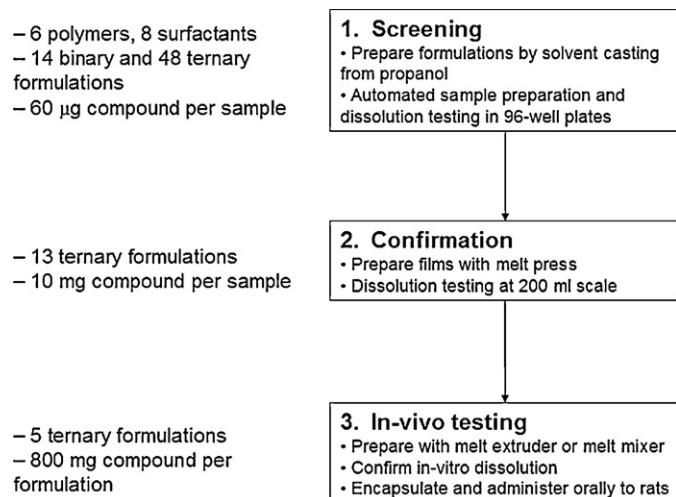 – 6 polymers, 8 surfactants
– 14 binary and 48 ternary
formulations
– 60 μg compound per sample
1. Screening
• Prepare formulations by solvent casting
from propanol
• Automated sample preparation and
dissolution testing in 96-well plates
– 13 ternary formulations
– 10 mg compound per sample
2. Confirmation
• Prepare films with melt press
• Dissolution testing at 200 ml scale
– 5 ternary formulations
– 800 mg compound per
formulation
3. In-vivo testing
• Prepare with melt extruder or melt mixer
• Confirm in-vitro dissolution
• Encapsulate and administer orally to rats